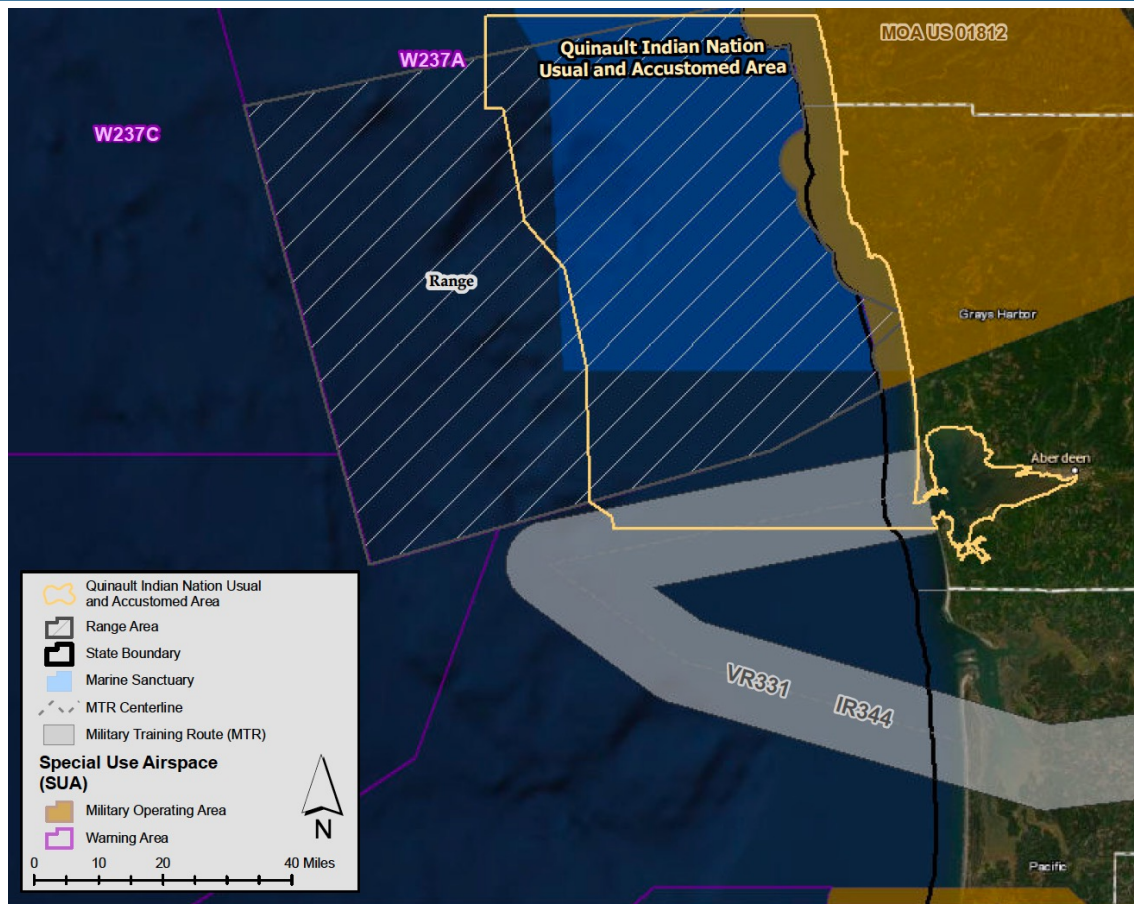 MOA US 01812
Quinault Indian Nation
Usual and Accustomed Area
W237A
W237C
Range
Grays Harbor
Aberdeen
VR331
IR344
Pacific
Quinault Indian Nation Usual
and Accustomed Area
Range Area
State Boundary
Marine Sanctuary
MTR Centerline
Military Training Route (MTR)
Special Use Airspace
(SUA)
Military Operating Area
Warning Area
N
0 10 20 40 Miles